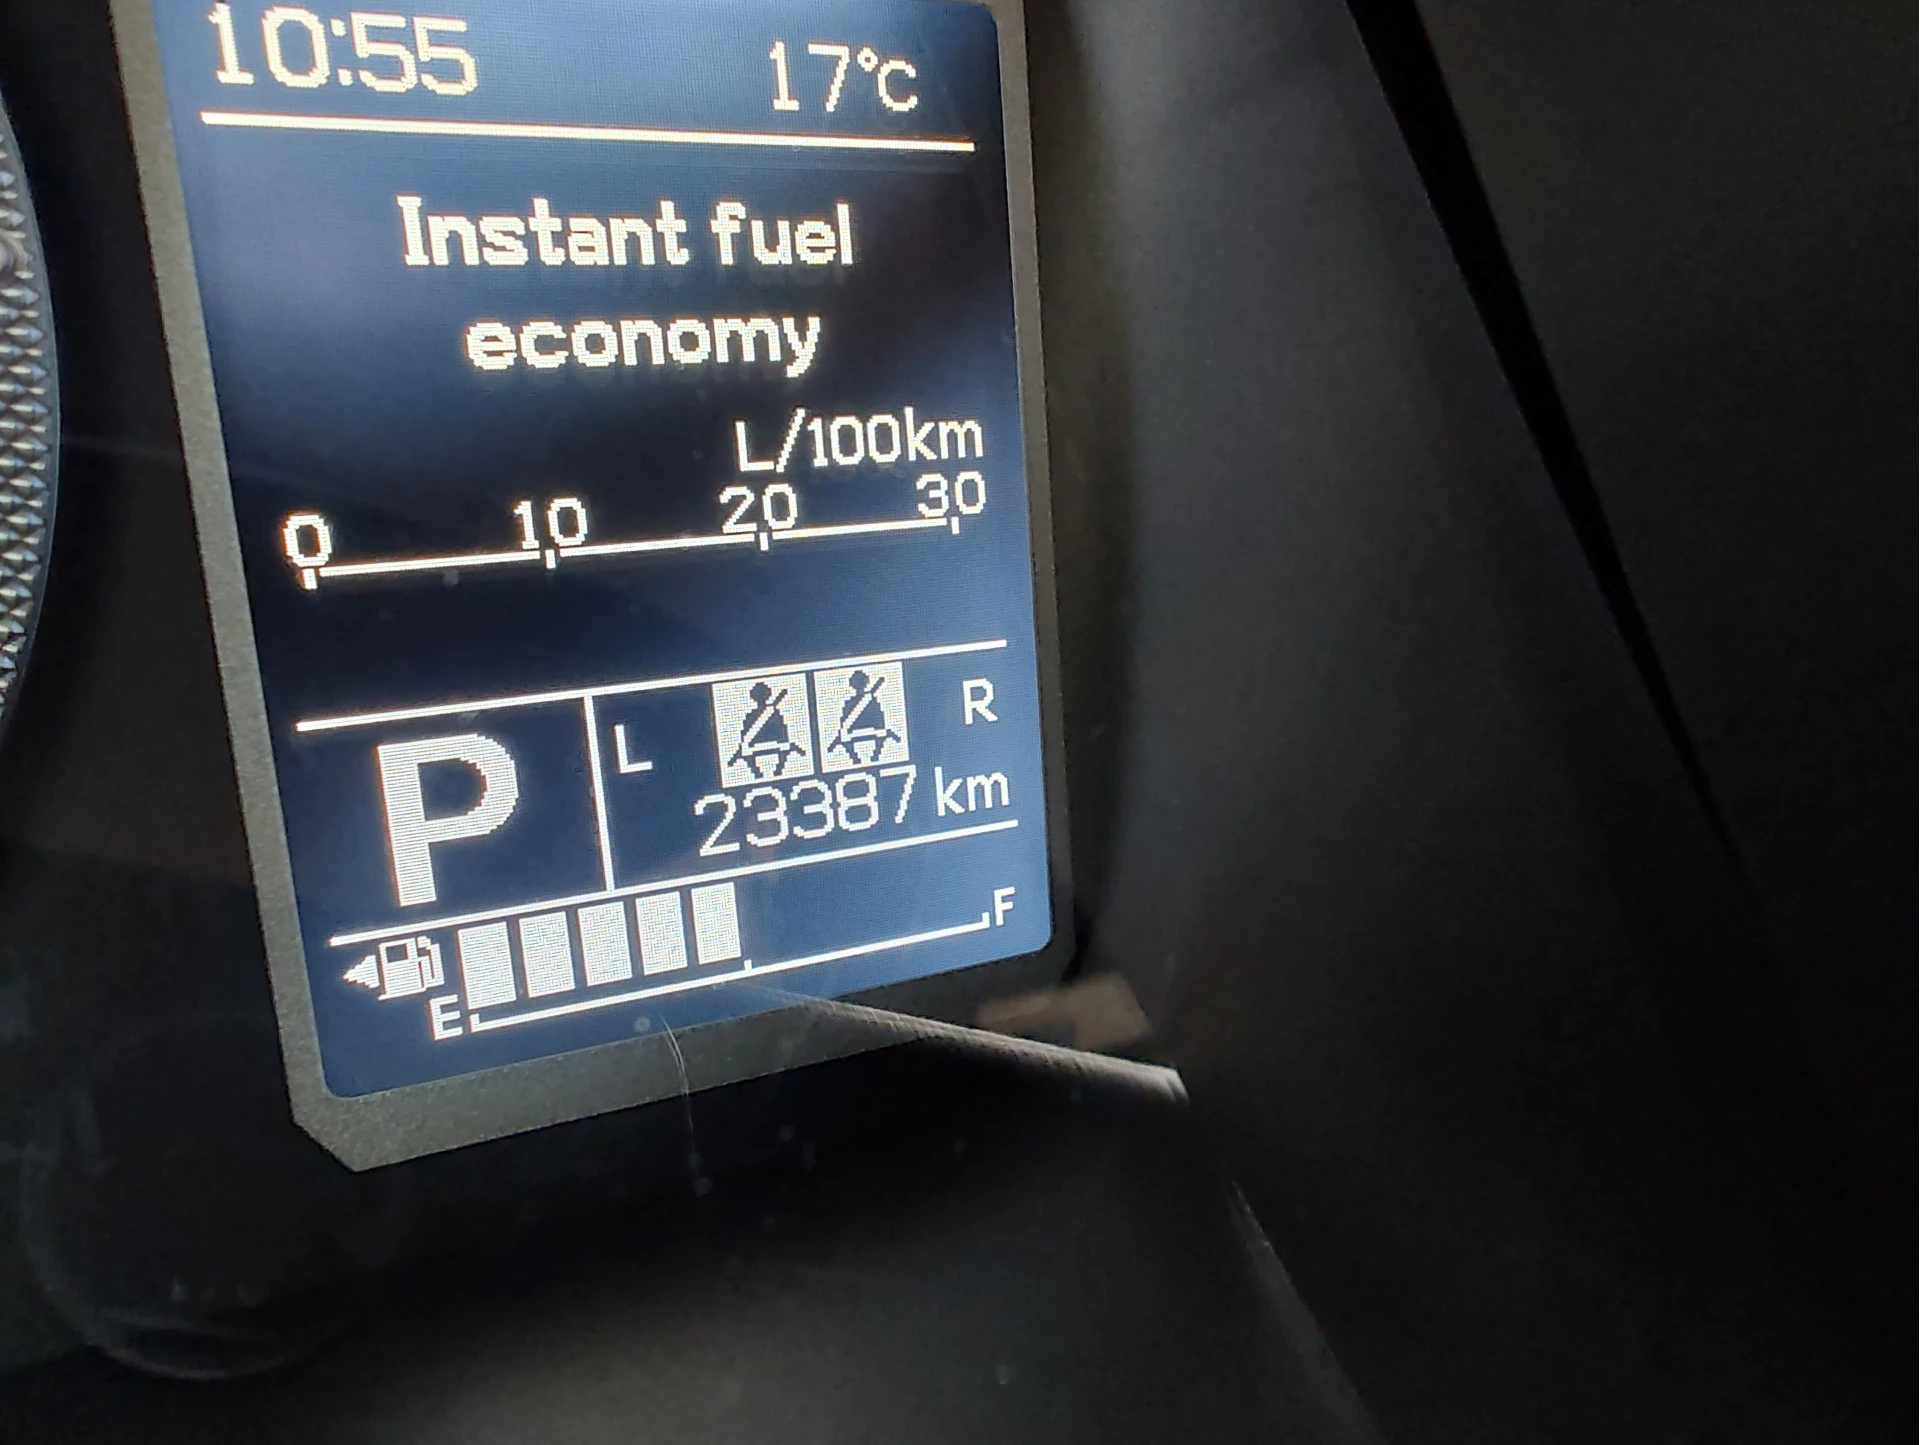 10:55 17°C
Instant fuel
economy
L/100km
0 10 20 30
P L R
23387 km
E F